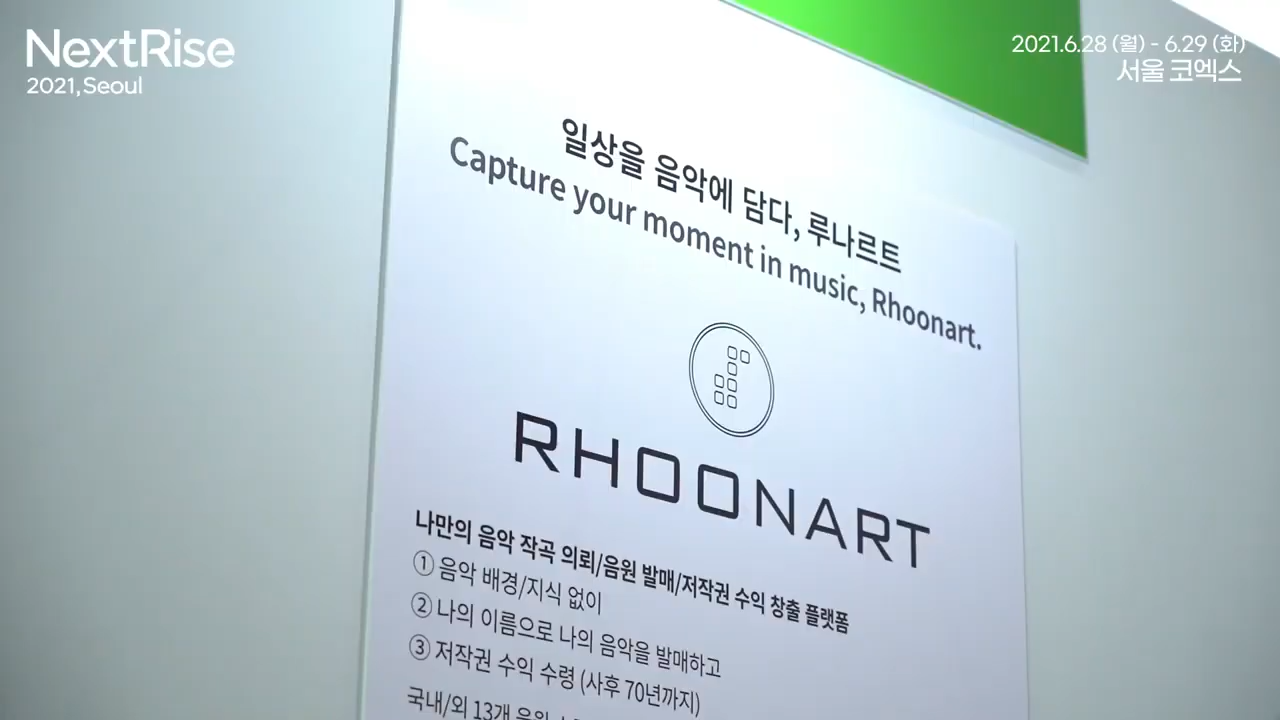 NextRise
2021,Seoul
2021.6.28 (월) - 6.29 (화)
서울 코엑스
일상을 음악에 담다, 루나르트
Capture your moment in music, Rhoonart.
RHOONART
나만의 음악 작곡 의뢰/음원 발매/저작권 수익 창출 플랫폼
① 음악 배경/지식 없이
② 나의 이름으로 나의 음악을 발매하고
③ 저작권 수익 수령 (사후 70년까지)
국내/외 13개 음원